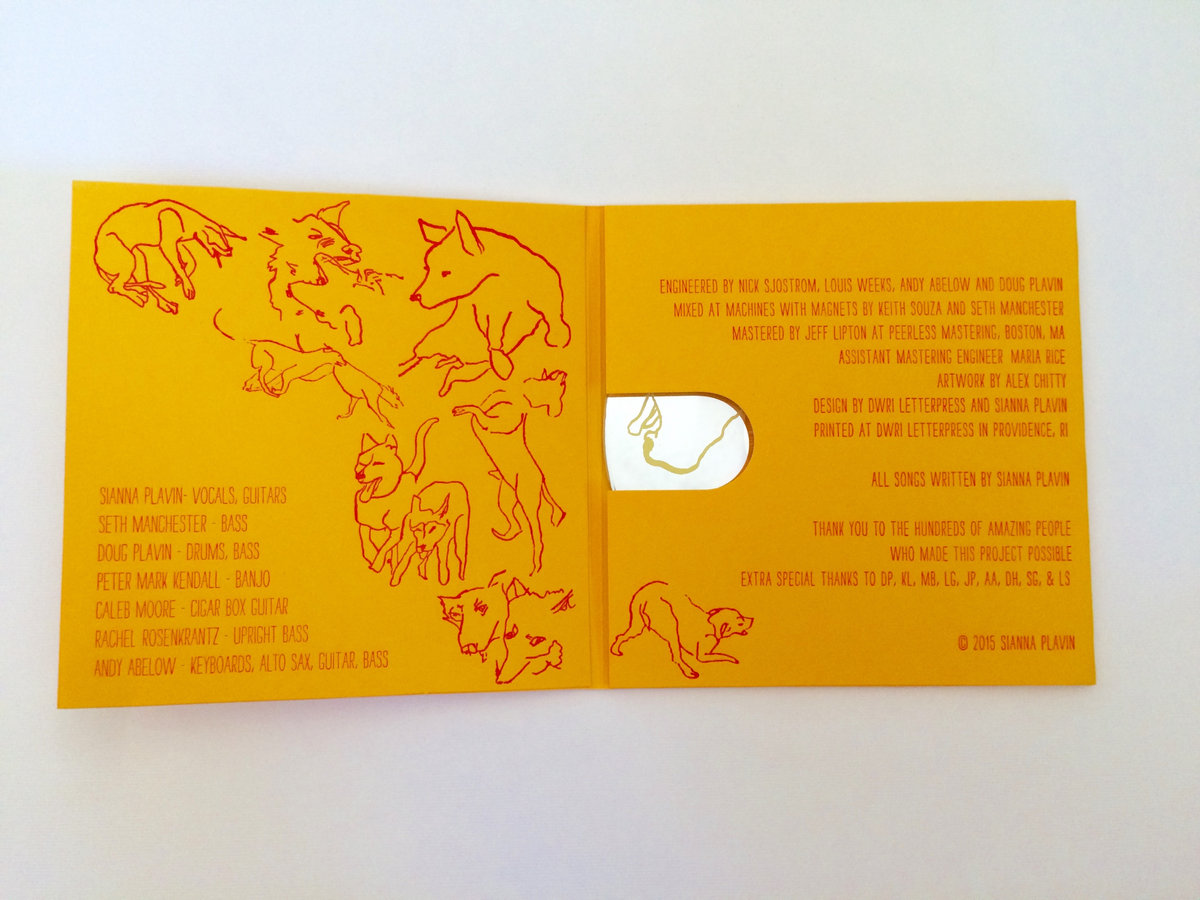 SIANNA PLAVIN- VOCALS, GUITARS
SETH MANCHESTER - BASS
DOUG PLAVIN - DRUMS, BASS
PETER MARK KENDALL - BANJO
CALEB MOORE - CIGAR BOX GUITAR
RACHEL ROSENKRANTZ - UPRIGHT BASS
ANDY ABELOW - KEYBOARDS, ALTO SAX, GUITAR, BASS
ENGINEERED BY NICK SJOSTROM, LOUIS WEEKS, ANDY ABELOW AND DOUG PLAVIN
MIXED AT MACHINES WITH MAGNETS BY KEITH SOUZA AND SETH MANCHESTER
MASTERED BY JEFF LIPTON AT PEERLESS MASTERING, BOSTON, MA
ASSISTANT MASTERING ENGINEER MARIA RICE
ARTWORK BY ALEX CHITTY
DESIGN BY DWRI LETTERPRESS AND SIANNA PLAVIN
PRINTED AT DWRI LETTERPRESS IN PROVIDENCE, RI
ALL SONGS WRITTEN BY SIANNA PLAVIN
THANK YOU TO THE HUNDREDS OF AMAZING PEOPLE
WHO MADE THIS PROJECT POSSIBLE
EXTRA SPECIAL THANKS TO DP, KL, MB, LG, JP, AA, DH, SG, & LS
© 2015 SIANNA PLAVIN